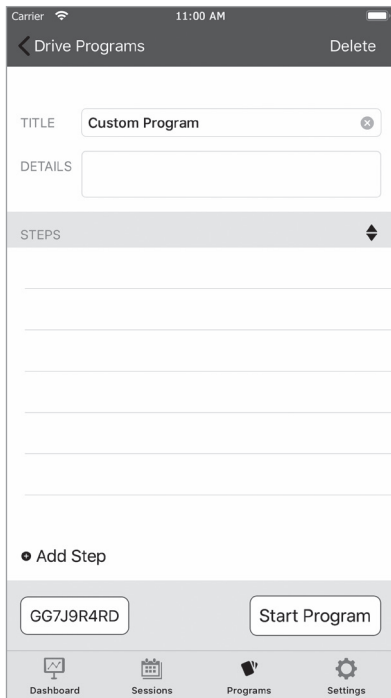 Carrier 11:00 AM
Drive Programs Delete
TITLE Custom Program
DETAILS
STEPS
Add Step
GG7J9R4RD Start Program
Dashboard Sessions Programs Settings